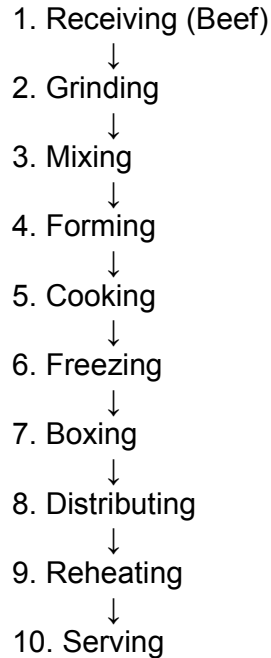 1. Receiving (Beef)
↓
2. Grinding
↓
3. Mixing
↓
4. Forming
↓
5. Cooking
↓
6. Freezing
↓
7. Boxing
↓
8. Distributing
↓
9. Reheating
↓
10. Serving